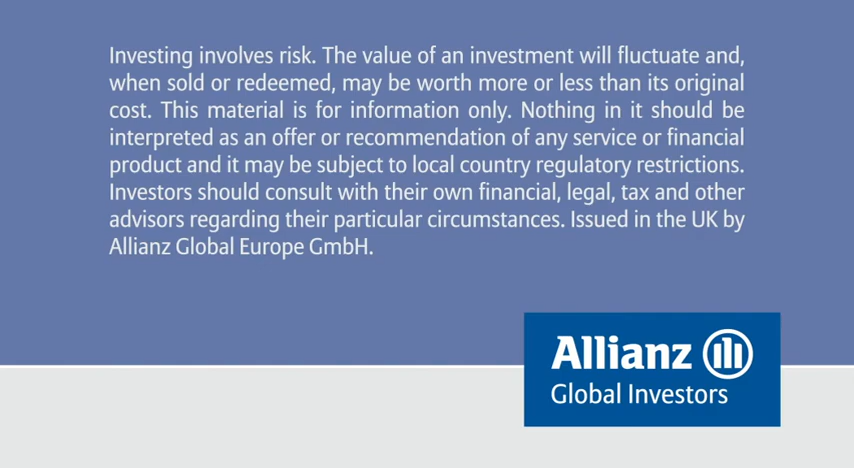 Investing involves risk. The value of an investment will fluctuate and,
when sold or redeemed, may be worth more or less than its original
cost. This material is for information only. Nothing in it should be
interpreted as an offer or recommendation of any service or financial
product and it may be subject to local country regulatory restrictions.
Investors should consult with their own financial, legal, tax and other
advisors regarding their particular circumstances. Issued in the UK by
Allianz Global Europe GmbH.
Allianz
Global Investors